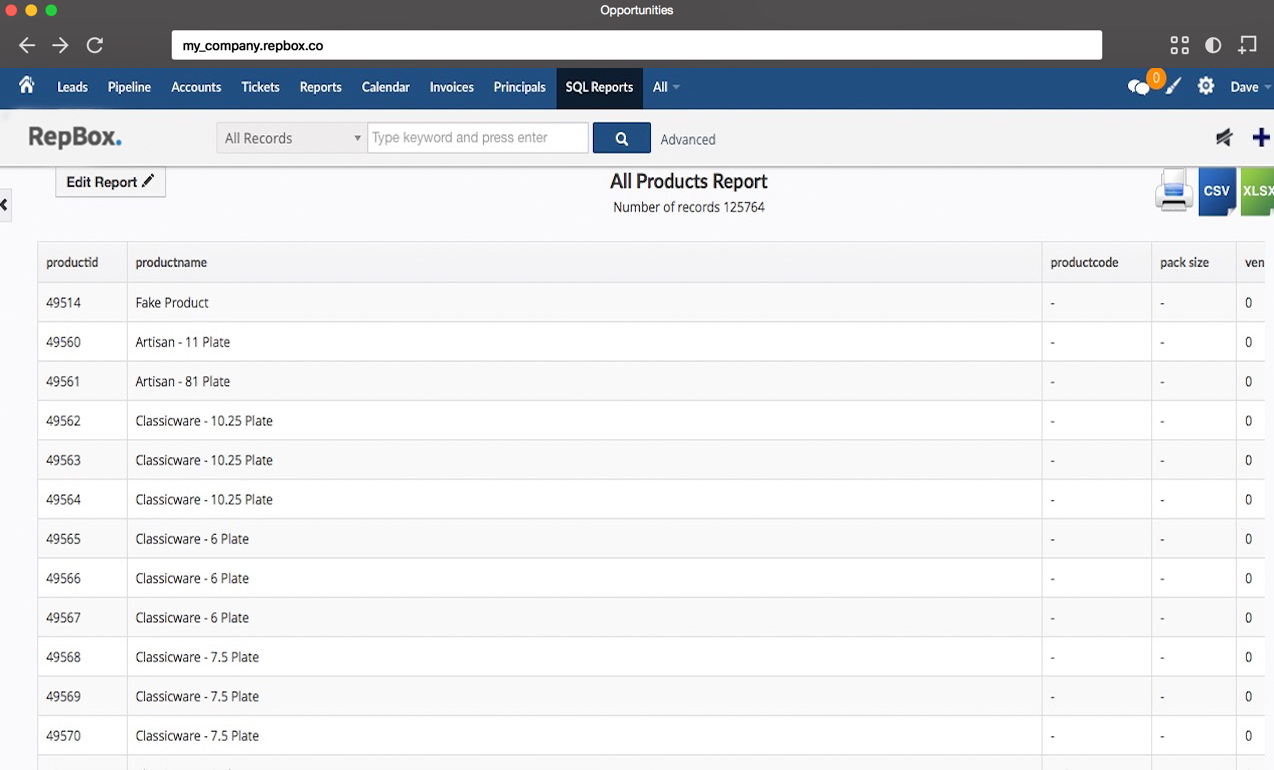 Opportunities
my_company.repbox.co
Leads Pipeline Accounts Tickets Reports Calendar Invoices Principals SQL Reports All 0 Dave
RepBox. All Records Type keyword and press enter Advanced
Edit Report All Products Report CSV XLSX
Number of records 125764
productid productname productcode pack size ven
49514 Fake Product - - 0
49560 Artisan - 11 Plate - - 0
49561 Artisan - 81 Plate - - 0
49562 Classicware - 10.25 Plate - - 0
49563 Classicware - 10.25 Plate - - 0
49564 Classicware - 10.25 Plate - - 0
49565 Classicware - 6 Plate - - 0
49566 Classicware - 6 Plate - - 0
49567 Classicware - 6 Plate - - 0
49568 Classicware - 7.5 Plate - - 0
49569 Classicware - 7.5 Plate - - 0
49570 Classicware - 7.5 Plate - - 0